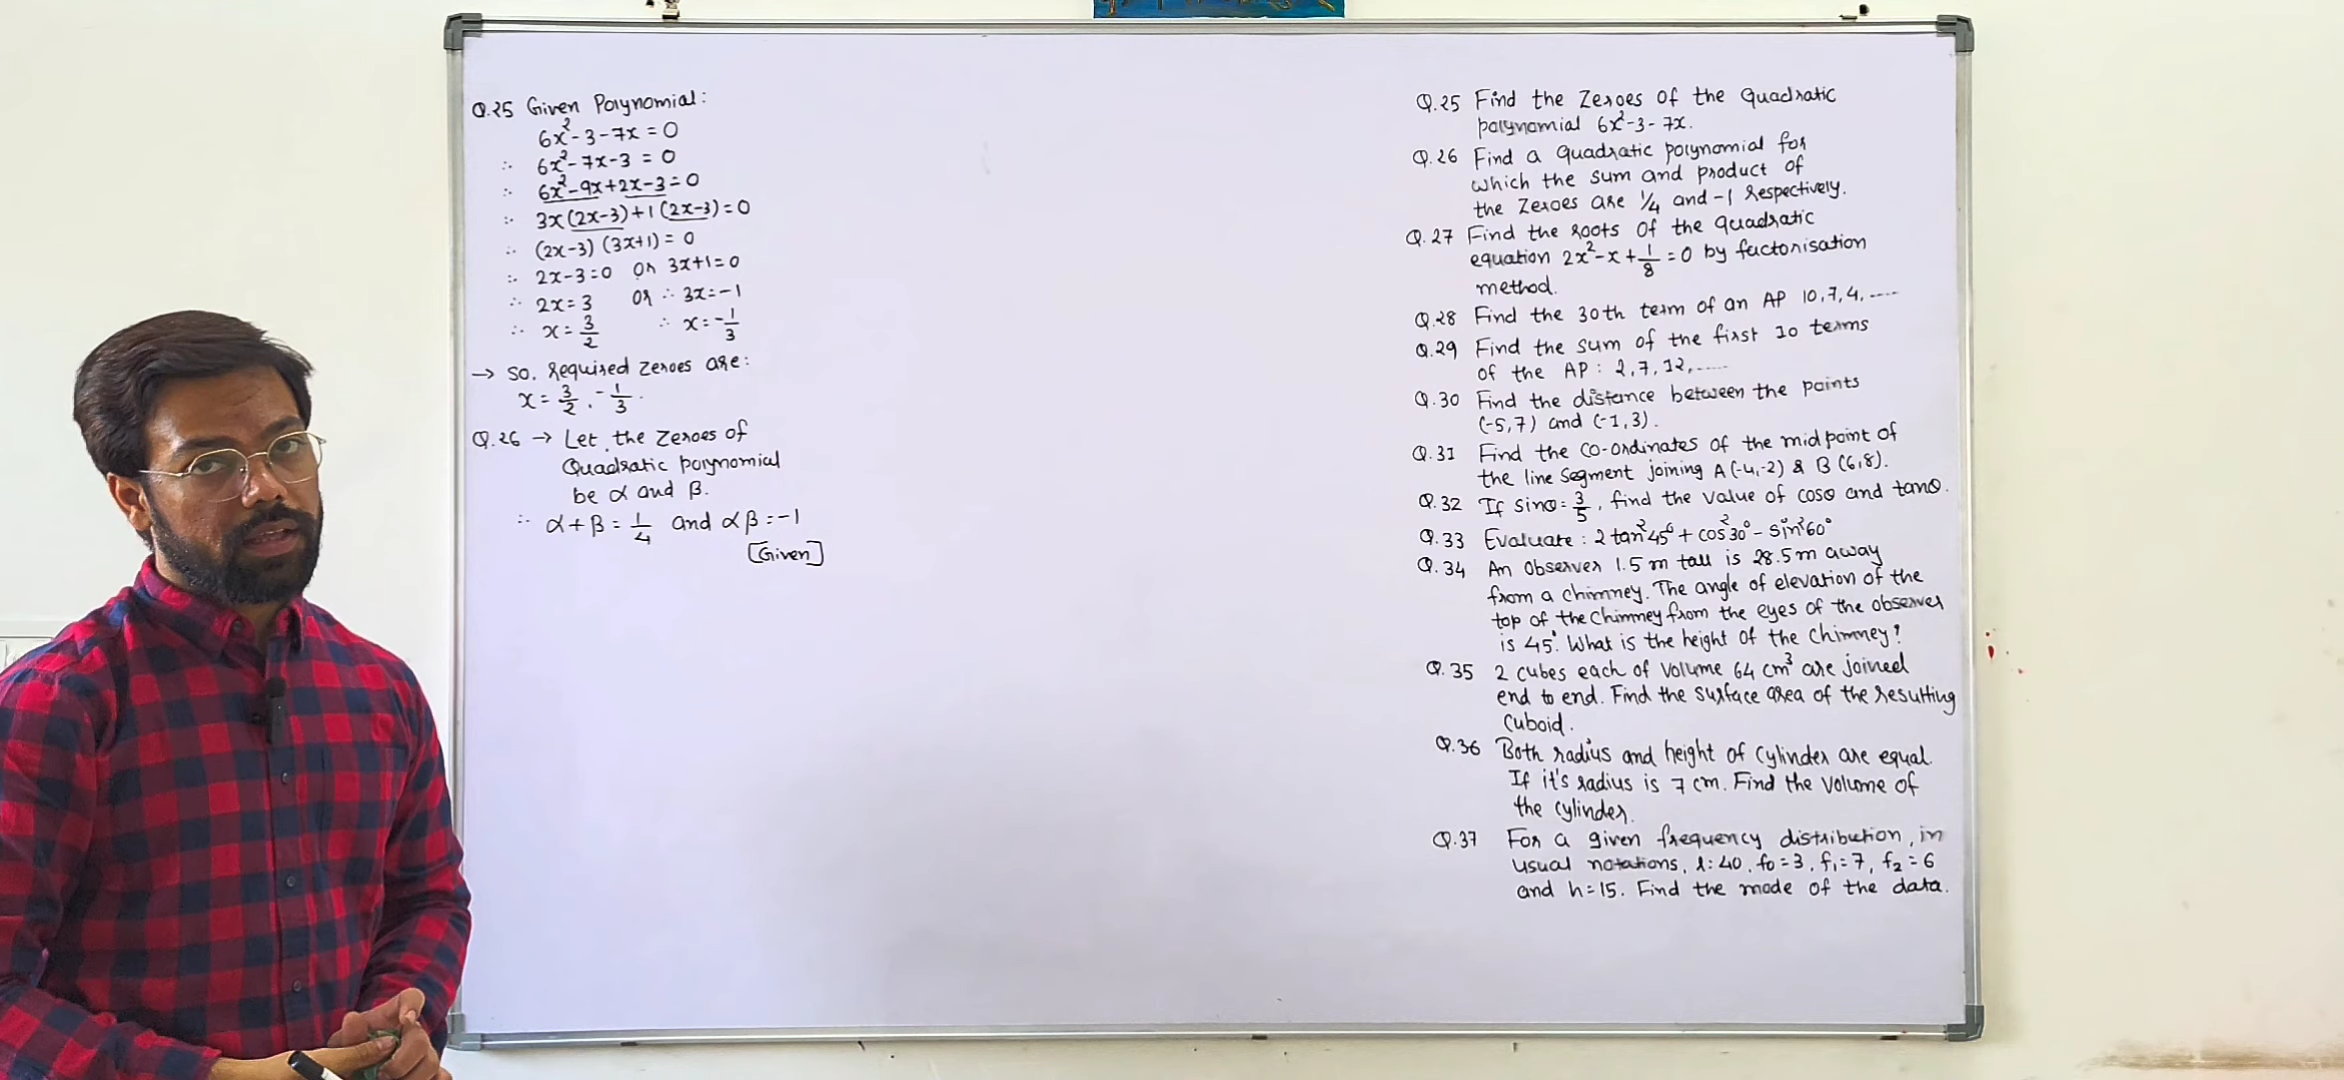 Q.25 Given Polynomial:
6x²-3-7x=0
∴ 6x²-7x-3=0
∴ 6x²-9x+2x-3=0
∴ 3x(2x-3)+1(2x-3)=0
∴ (2x-3)(3x+1)=0
∴ 2x-3=0 or 3x+1=0
∴ 2x=3 or ∴ 3x=-1
∴ x=3/2 ∴ x=-1/3
→ So, required zeroes are:
x=3/2, -1/3.
Q.26 → Let the zeroes of
Quadratic polynomial
be α and β.
∴ α+β=1/4 and αβ=-1
[Given]
Q.25 Find the zeroes of the quadratic
polynomial 6x²-3-7x.
Q.26 Find a quadratic polynomial for
which the sum and product of
the zeroes are 1/4 and -1 respectively.
Q.27 Find the roots of the quadratic
equation 2x²-x+1/8=0 by factorisation
method.
Q.28 Find the 30th term of an AP 10,7,4,.....
Q.29 Find the sum of the first 10 terms
of the AP: 2,7,12,.....
Q.30 Find the distance between the points
(-5,7) and (-1,3).
Q.31 Find the co-ordinates of the midpoint of
the line segment joining A(-4,-2) & B(6,8).
Q.32 If sinθ=3/5, find the value of cosθ and tanθ.
Q.33 Evaluate: 2tan²45°+cos²30°-sin²60°
Q.34 An observer 1.5 m tall is 28.5 m away
from a chimney. The angle of elevation of the
top of the chimney from the eyes of the observer
is 45°. What is the height of the chimney?
Q.35 2 cubes each of volume 64 cm³ are joined
end to end. Find the surface area of the resulting
cuboid.
Q.36 Both radius and height of cylinder are equal.
If it's radius is 7 cm. Find the volume of
the cylinder.
Q.37 For a given frequency distribution, in
usual notations, l=40, f0=3, f1=7, f2=6
and h=15. Find the mode of the data.